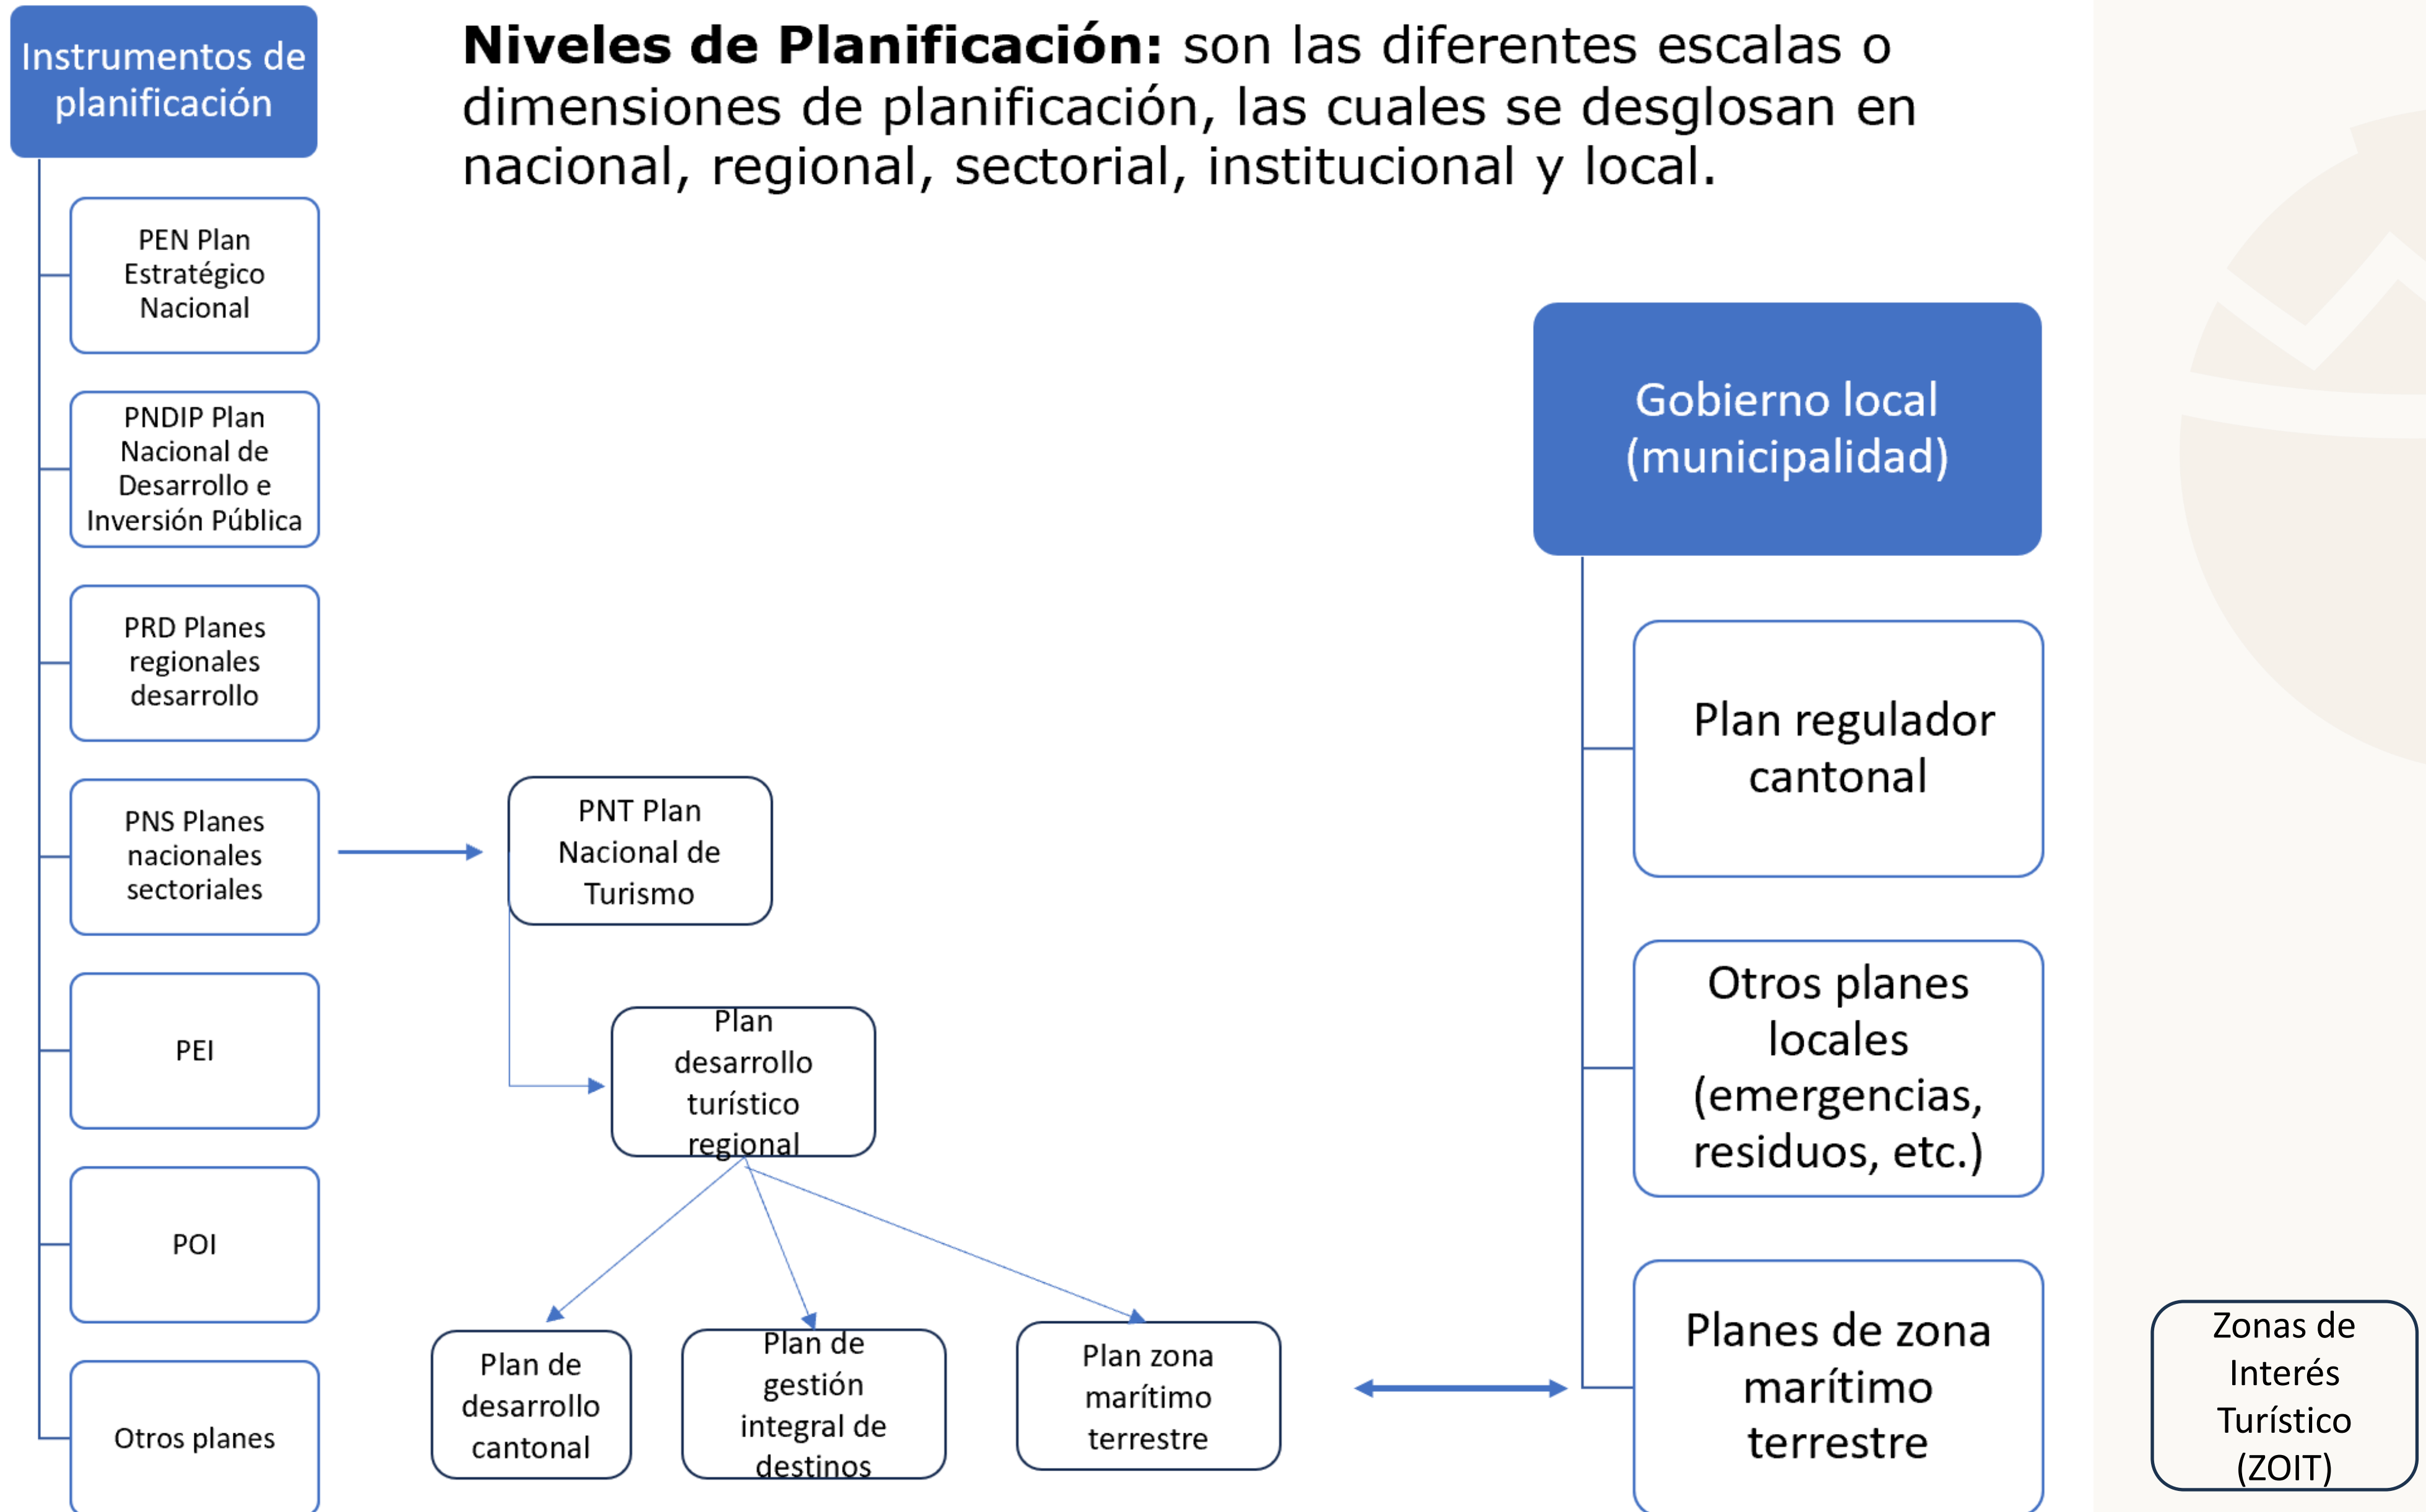 Instrumentos de
planificación
PEN Plan
Estratégico
Nacional
PNDIP Plan
Nacional de
Desarrollo e
Inversión Pública
PRD Planes
regionales
desarrollo
PNS Planes
nacionales
sectoriales
PEI
POI
Otros planes
Niveles de Planificación: son las diferentes escalas o
dimensiones de planificación, las cuales se desglosan en
nacional, regional, sectorial, institucional y local.
PNT Plan
Nacional de
Turismo
Plan
desarrollo
turístico
regional
Plan de
desarrollo
cantonal
Plan de
gestión
integral de
destinos
Plan zona
marítimo
terrestre
Gobierno local
(municipalidad)
Plan regulador
cantonal
Otros planes
locales
(emergencias,
residuos, etc.)
Planes de zona
marítimo
terrestre
Zonas de
Interés
Turístico
(ZOIT)